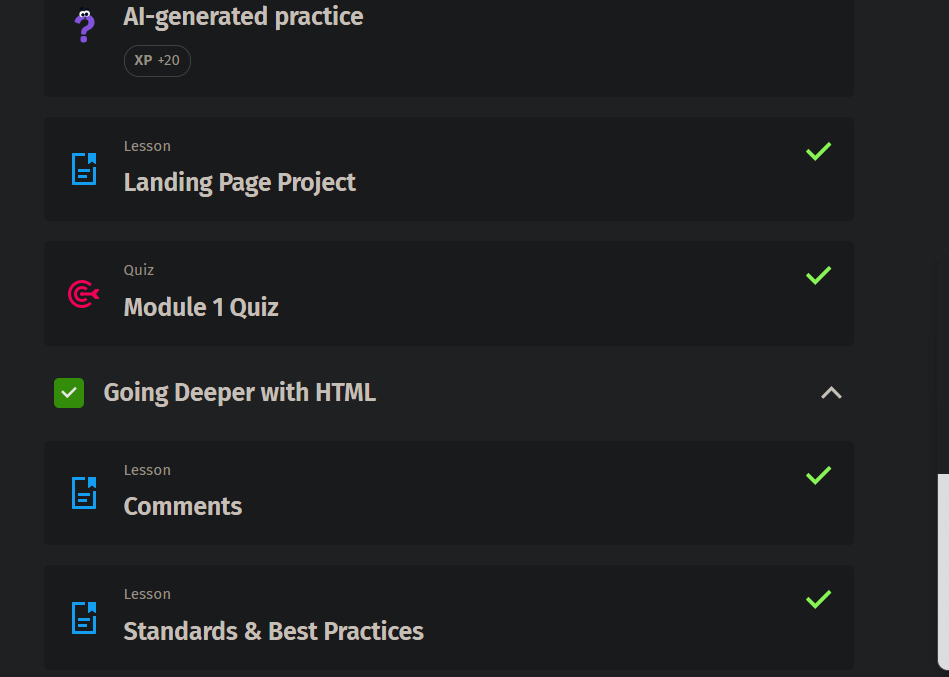 AI-generated practice
XP +20
Lesson
Landing Page Project
Quiz
Module 1 Quiz
Going Deeper with HTML
Lesson
Comments
Lesson
Standards & Best Practices